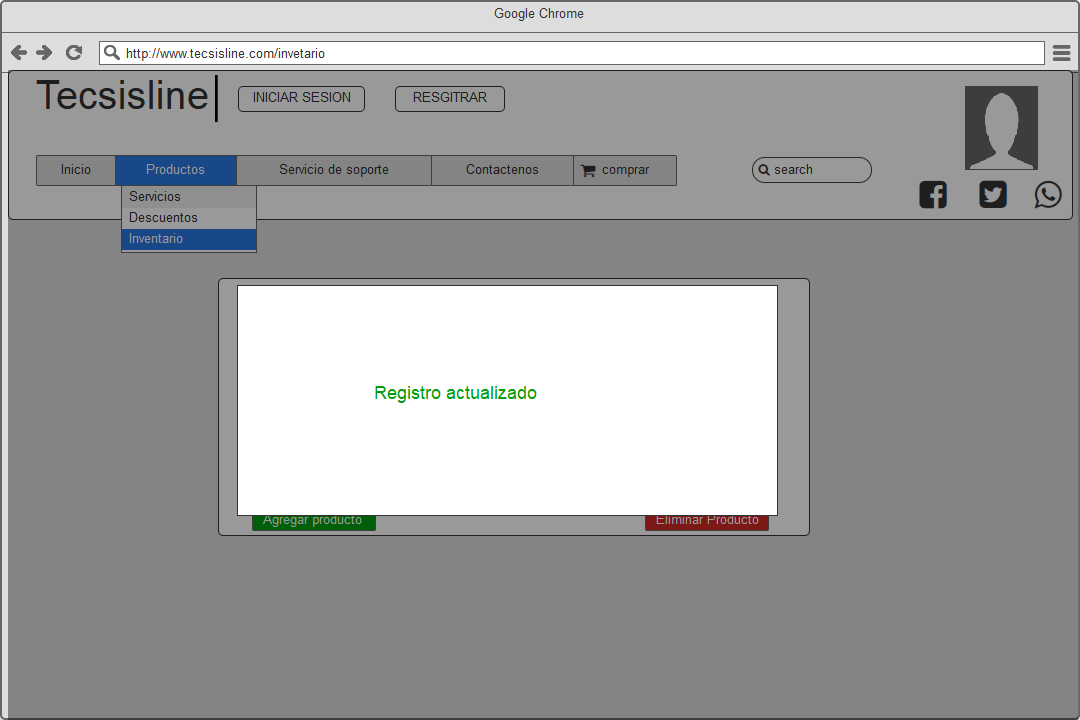 Google Chrome
http://www.tecsisline.com/invetario
Tecsisline
INICIAR SESION
RESGITRAR
Inicio
Productos
Servicio de soporte
Contactenos
comprar
search
Servicios
Descuentos
Inventario
Registro actualizado
Agregar producto
Eliminar Producto